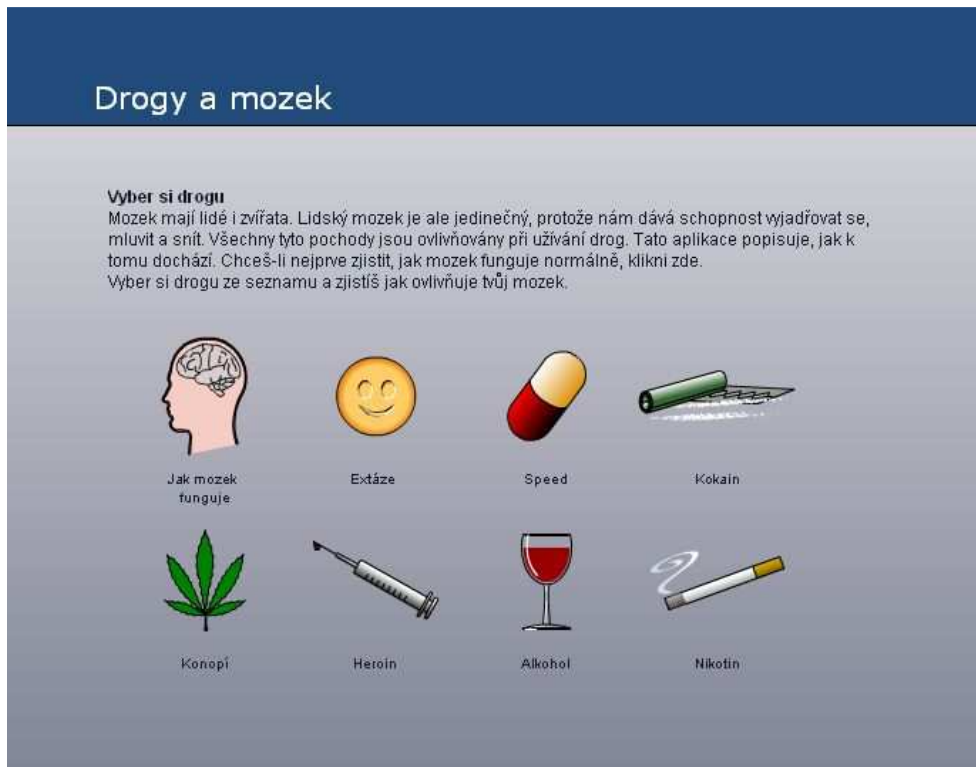 Drogy a mozek
Vyber si drogu
Mozek mají lidé i zvířata. Lidský mozek je ale jedinečný, protože nám dává schopnost vyjadřovat se,
mluvit a snít. Všechny tyto pochody jsou ovlivňovány při užívání drog. Tato aplikace popisuje, jak k
tomu dochází. Chceš-li nejprve zjistit, jak mozek funguje normálně, klikni zde.
Vyber si drogu ze seznamu a zjistíš jak ovlivňuje tvůj mozek.
Jak mozek
funguje
Extáze
Speed
Kokain
Konopí
Heroin
Alkohol
Nikotin